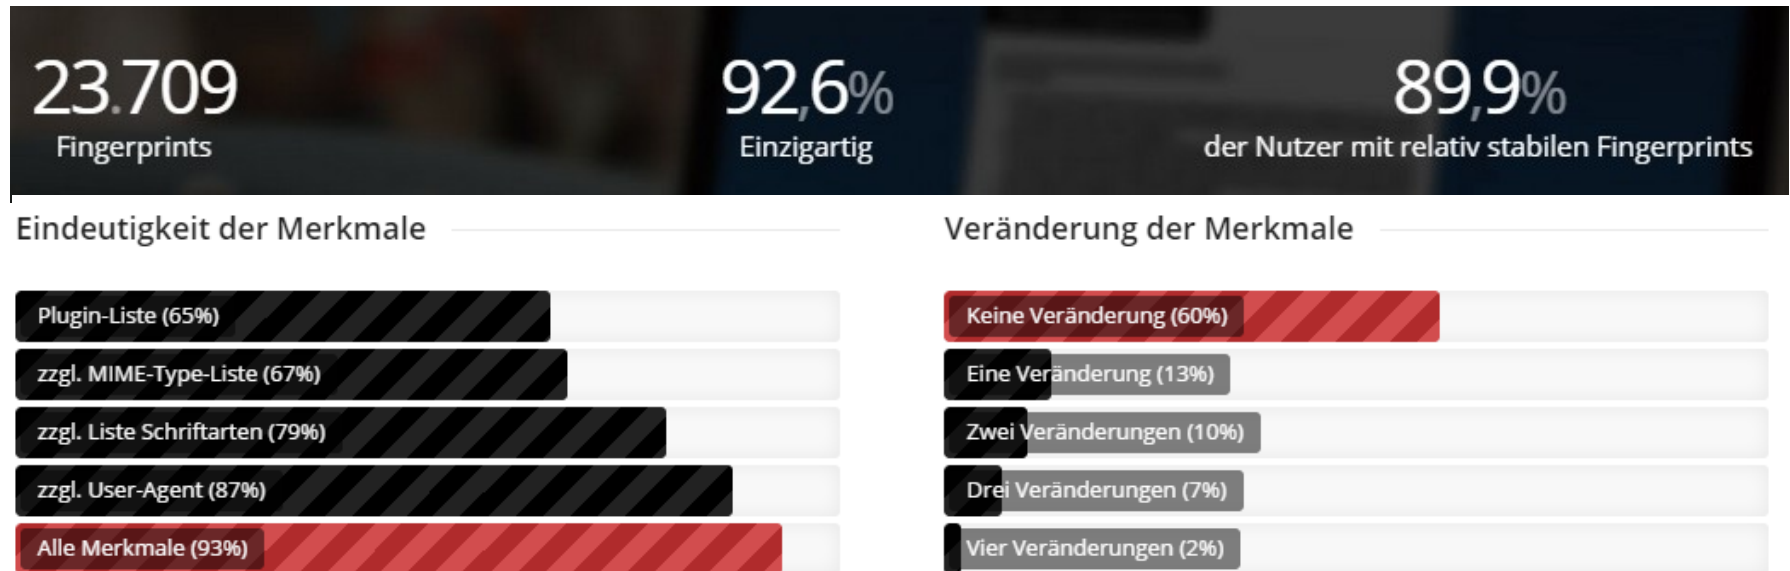 23.709
Fingerprints
92,6%
Einzigartig
89,9%
der Nutzer mit relativ stabilen Fingerprints
Eindeutigkeit der Merkmale
Plugin-Liste (65%)
zzgl. MIME-Type-Liste (67%)
zzgl. Liste Schriftarten (79%)
zzgl. User-Agent (87%)
Alle Merkmale (93%)
Veränderung der Merkmale
Keine Veränderung (60%)
Eine Veränderung (13%)
Zwei Veränderungen (10%)
Drei Veränderungen (7%)
Vier Veränderungen (2%)